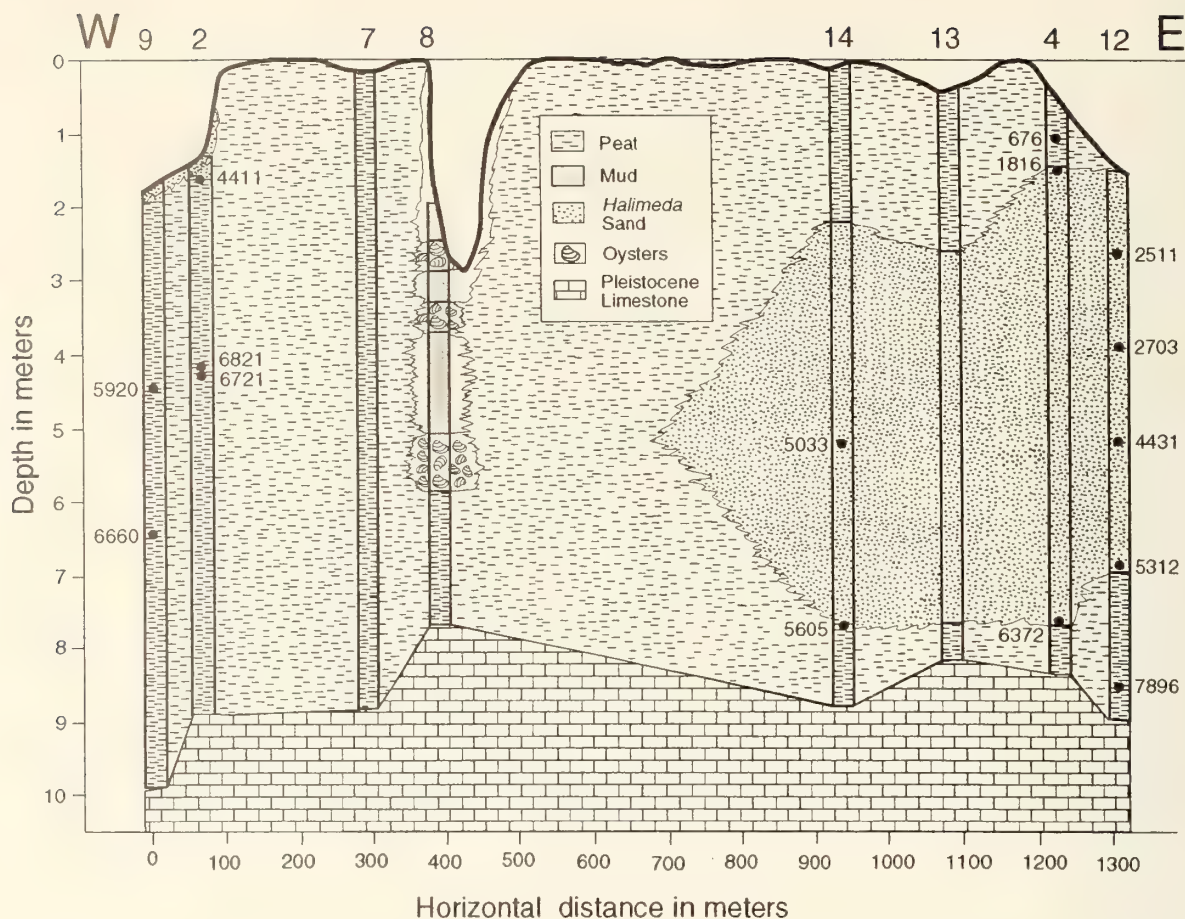 W E
9 2 7 8 14 13 4 12
0
1
2
3
4
5
6
7
8
9
10
Depth in meters
Peat
Mud
Halimeda
Sand
Oysters
Pleistocene
Limestone
676
1816
4411
2511
6821
2703
6721
5920
5033
4431
6660
5312
5605
6372
7896
0 100 200 300 400 500 600 700 800 900 1000 1100 1200 1300
Horizontal distance in meters